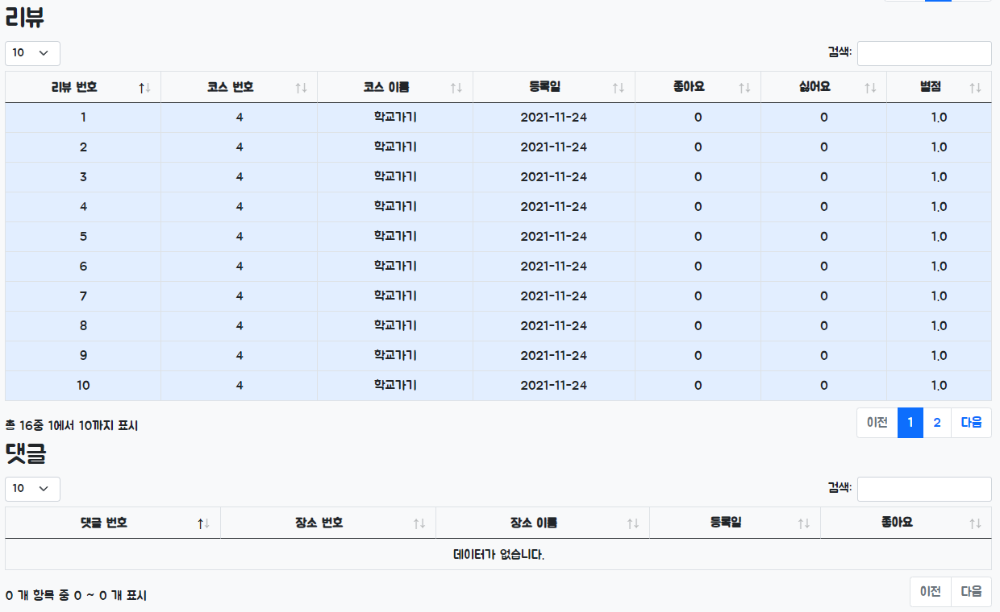 리뷰
10 검색:
리뷰 번호 코스 번호 코스 이름 등록일 좋아요 싫어요 별점
1 4 학교가기 2021-11-24 0 0 1.0
2 4 학교가기 2021-11-24 0 0 1.0
3 4 학교가기 2021-11-24 0 0 1.0
4 4 학교가기 2021-11-24 0 0 1.0
5 4 학교가기 2021-11-24 0 0 1.0
6 4 학교가기 2021-11-24 0 0 1.0
7 4 학교가기 2021-11-24 0 0 1.0
8 4 학교가기 2021-11-24 0 0 1.0
9 4 학교가기 2021-11-24 0 0 1.0
10 4 학교가기 2021-11-24 0 0 1.0
총 16중 1에서 10까지 표시 이전 1 2 다음
댓글
10 검색:
댓글 번호 장소 번호 장소 이름 등록일 좋아요
데이터가 없습니다.
0 개 항목 중 0 ~ 0 개 표시 이전 다음